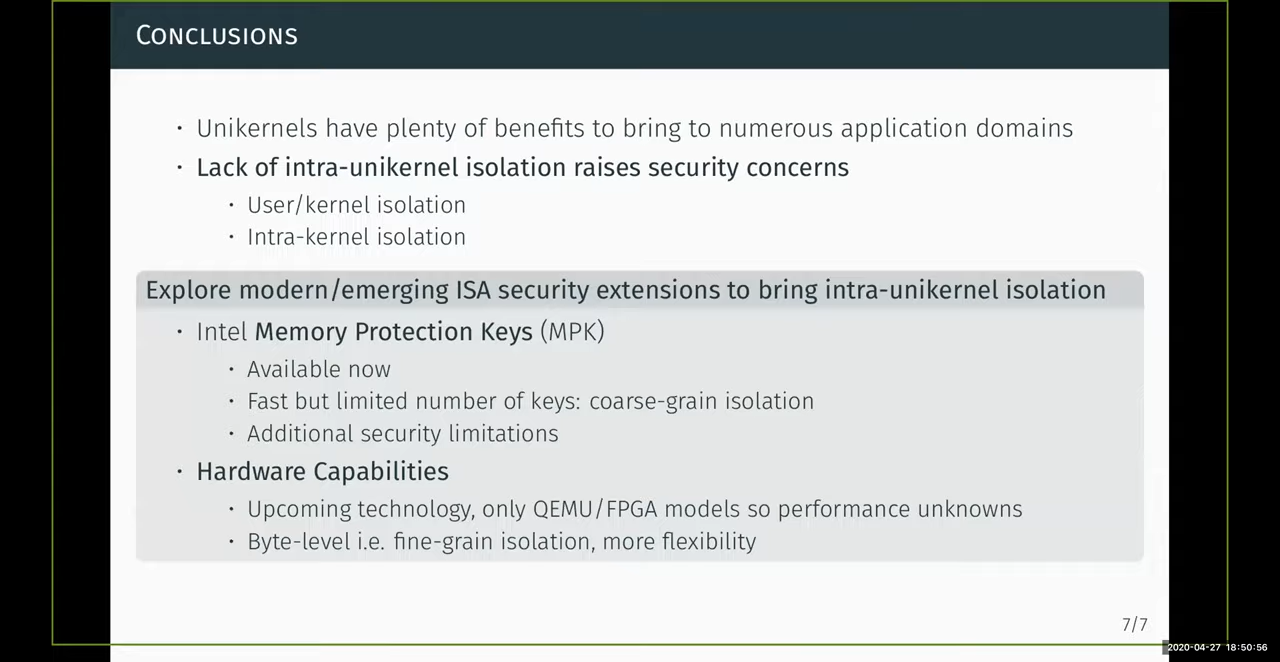 Conclusions
· Unikernels have plenty of benefits to bring to numerous application domains
· Lack of intra-unikernel isolation raises security concerns
· User/kernel isolation
· Intra-kernel isolation
Explore modern/emerging ISA security extensions to bring intra-unikernel isolation
· Intel Memory Protection Keys (MPK)
· Available now
· Fast but limited number of keys: coarse-grain isolation
· Additional security limitations
· Hardware Capabilities
· Upcoming technology, only QEMU/FPGA models so performance unknowns
· Byte-level i.e. fine-grain isolation, more flexibility
7/7
2020-04-27 18:50:56